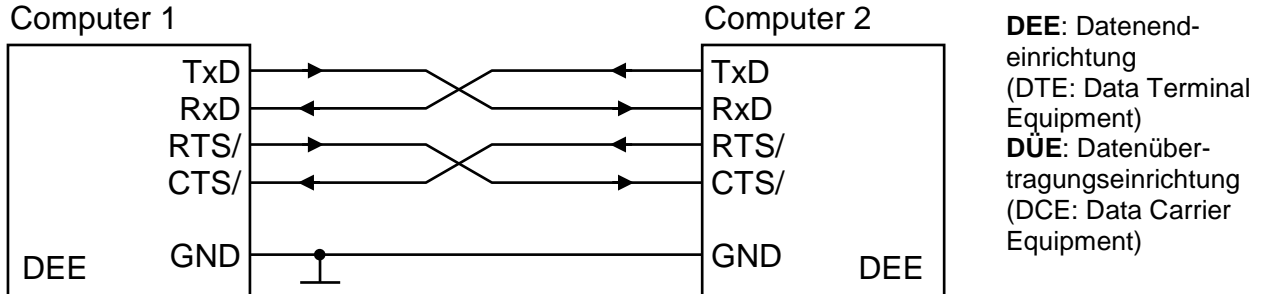 Computer 1
TxD
RxD
RTS/
CTS/
GND
DEE
Computer 2
TxD
RxD
RTS/
CTS/
GND
DEE
DEE: Datenend-
einrichtung
(DTE: Data Terminal
Equipment)
DÜE: Datenüber-
tragungseinrichtung
(DCE: Data Carrier
Equipment)